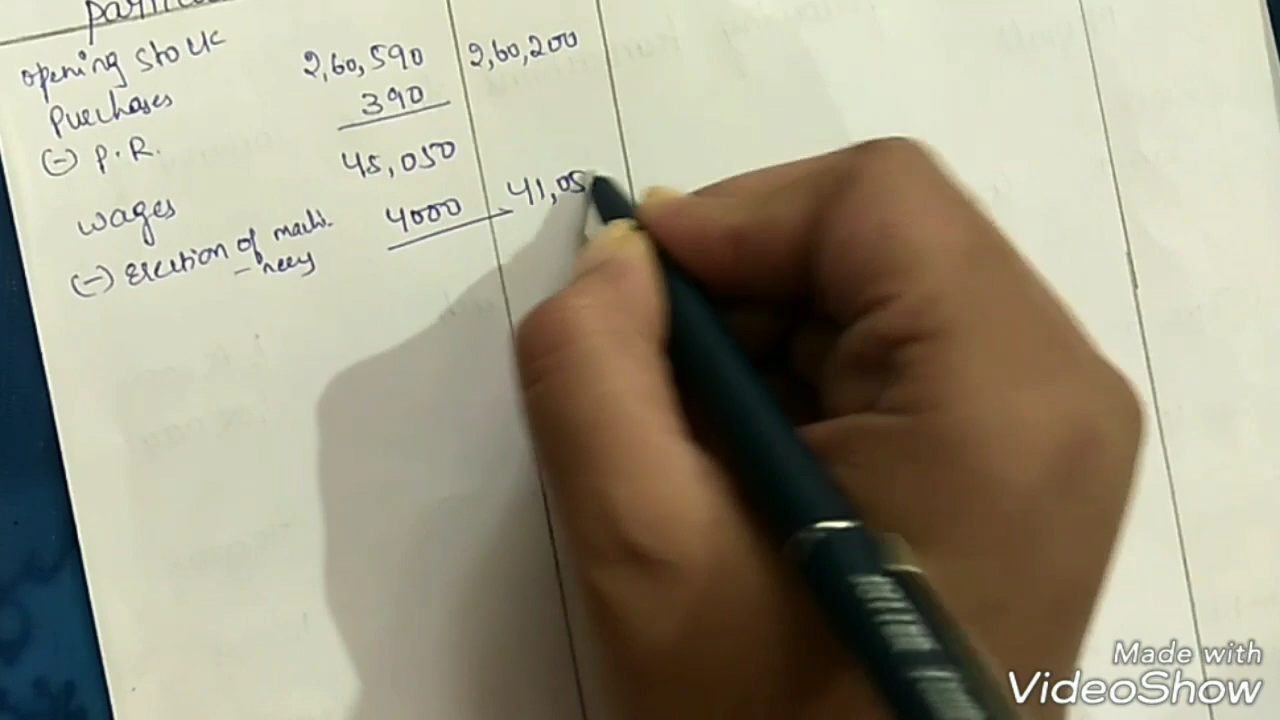 opening stock
Purchases 2,60,590 2,60,200
(-) P.R. 390
wages 45,050
(-) Erection of machi- 4000 41,05
-nery
Made with
VideoShow